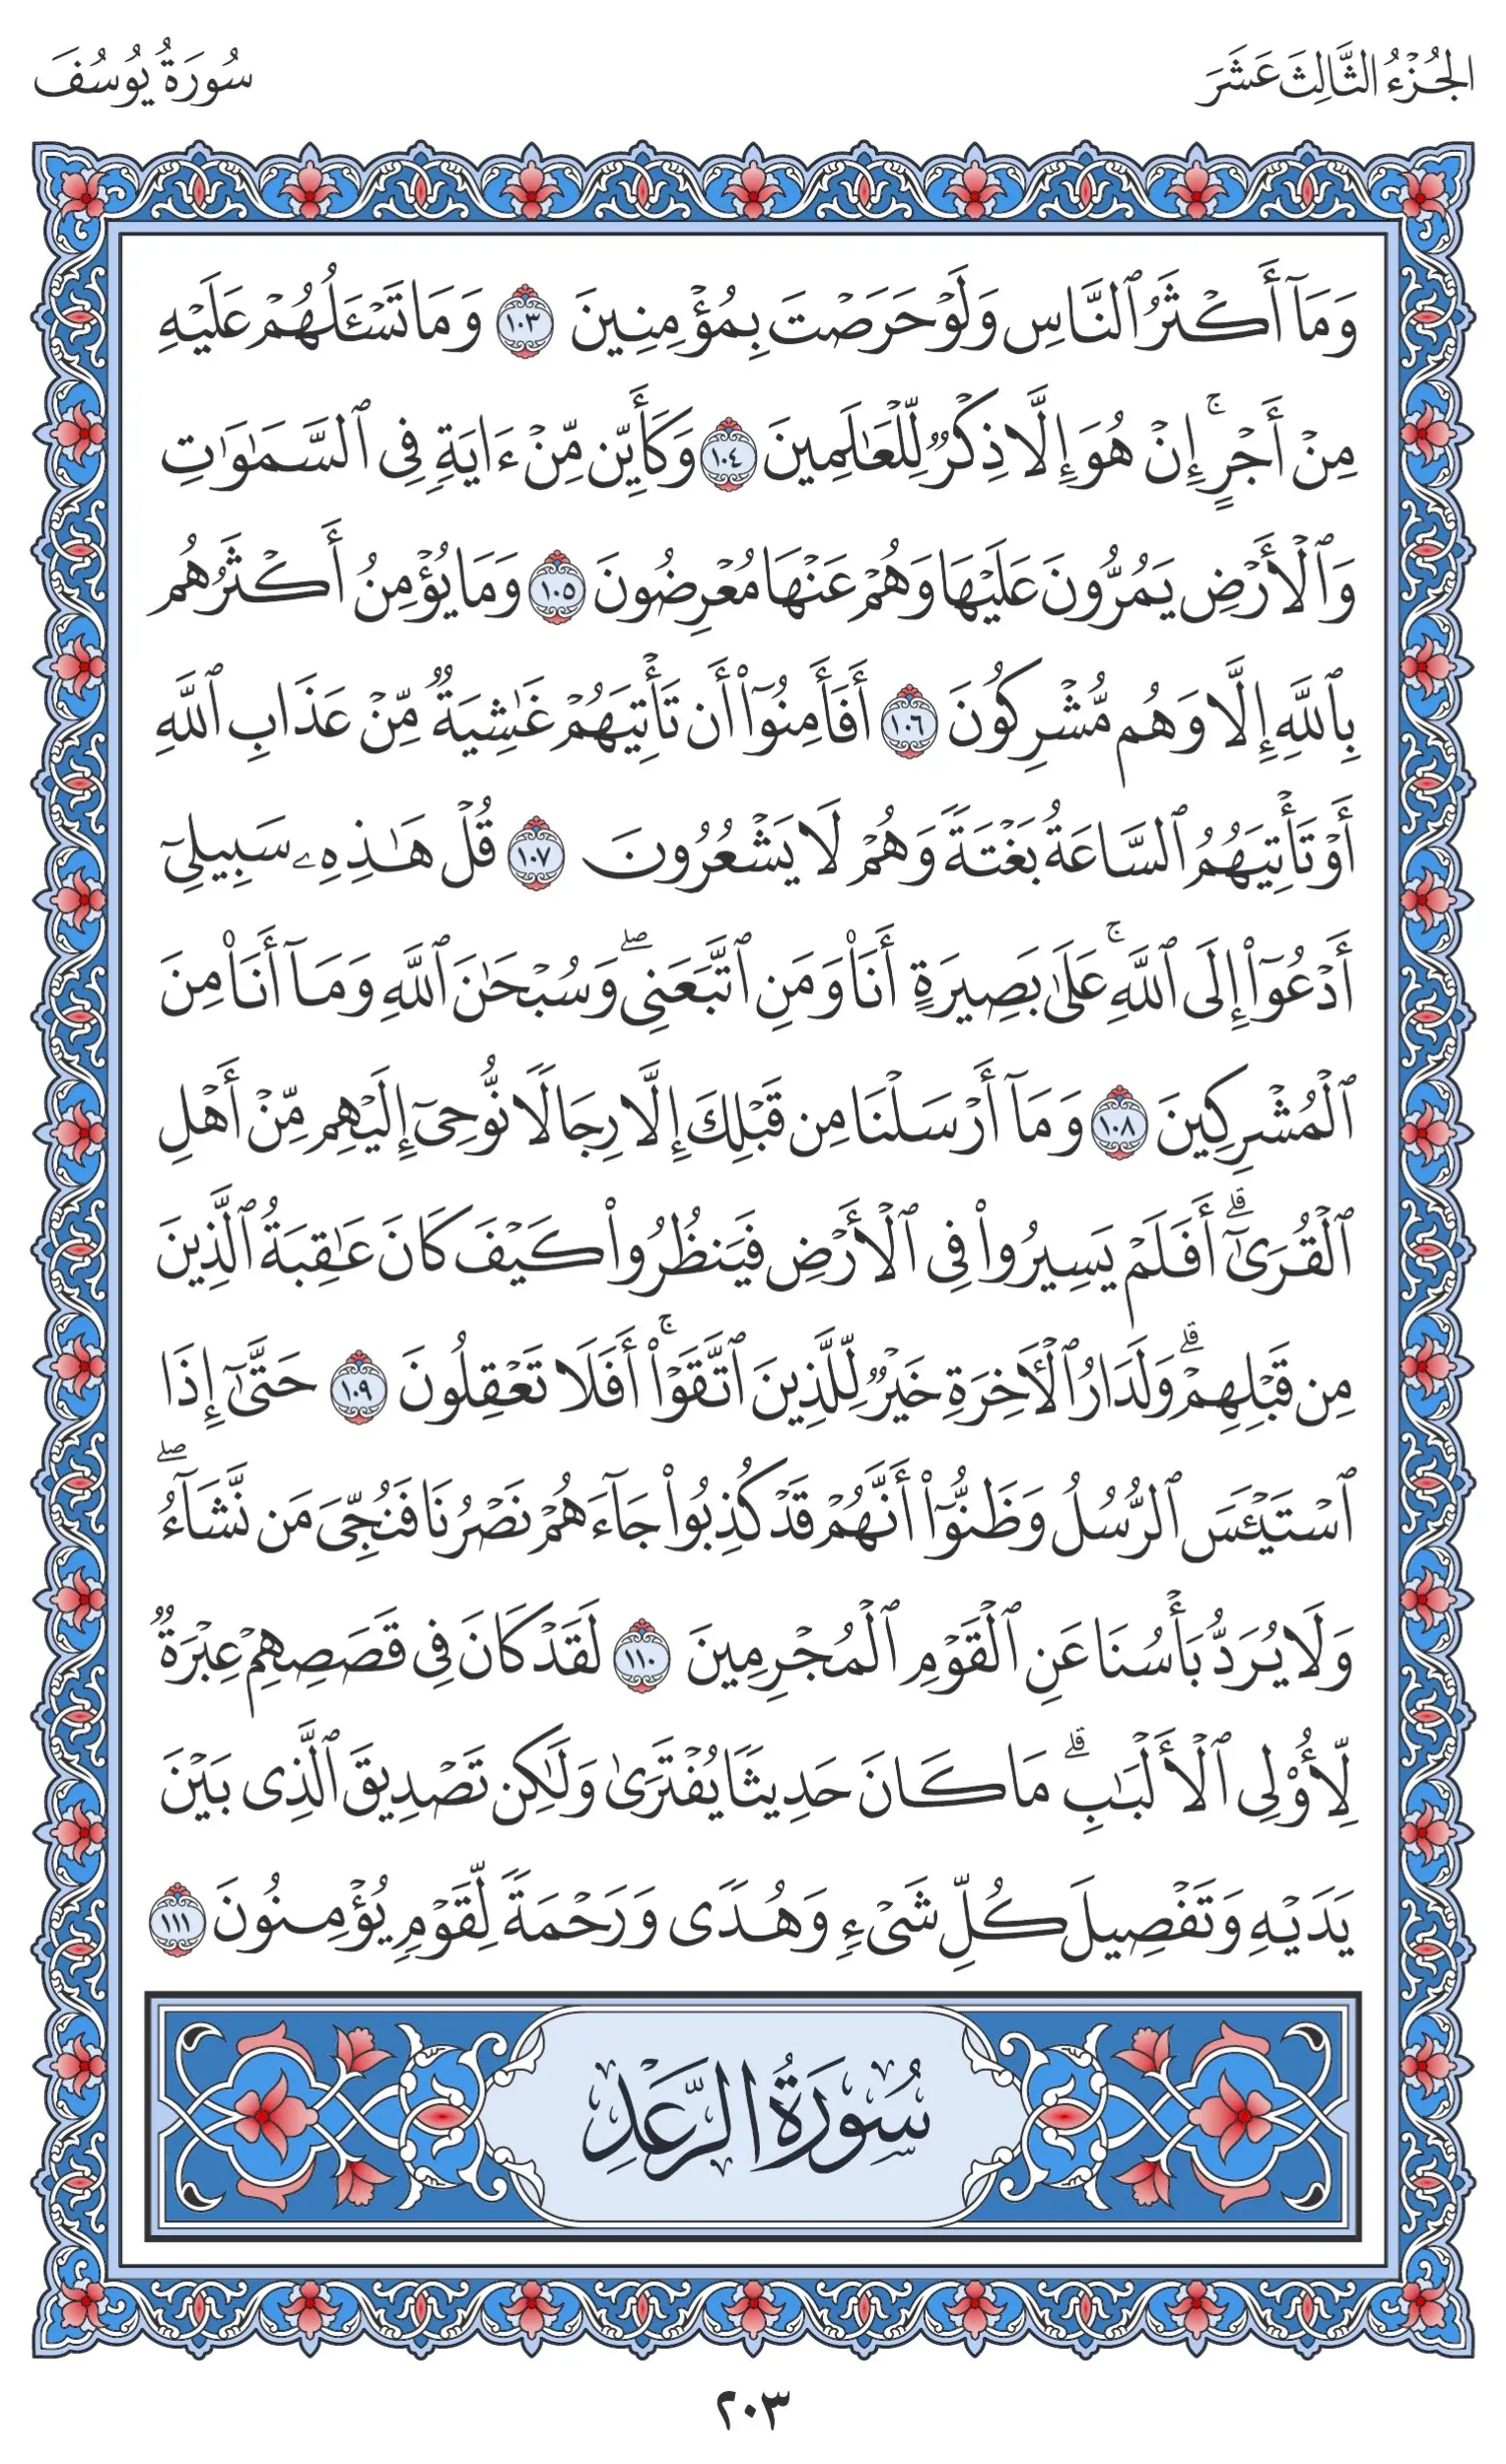 الجُزْءُ الثَّالِثَ عَشَرَ
سُورَةُ يُوسُفَ
وَمَآ أَكْثَرُ ٱلنَّاسِ وَلَوْ حَرَصْتَ بِمُؤْمِنِينَ ١٠٣ وَمَا تَسْـَٔلُهُمْ عَلَيْهِ
مِنْ أَجْرٍ ۚ إِنْ هُوَ إِلَّا ذِكْرٌ لِّلْعَـٰلَمِينَ ١٠٤ وَكَأَيِّن مِّنْ ءَايَةٍ فِى ٱلسَّمَـٰوَٰتِ
وَٱلْأَرْضِ يَمُرُّونَ عَلَيْهَا وَهُمْ عَنْهَا مُعْرِضُونَ ١٠٥ وَمَا يُؤْمِنُ أَكْثَرُهُم
بِٱللَّهِ إِلَّا وَهُم مُّشْرِكُونَ ١٠٦ أَفَأَمِنُوٓا۟ أَن تَأْتِيَهُمْ غَـٰشِيَةٌ مِّنْ عَذَابِ ٱللَّهِ
أَوْ تَأْتِيَهُمُ ٱلسَّاعَةُ بَغْتَةً وَهُمْ لَا يَشْعُرُونَ ١٠٧ قُلْ هَـٰذِهِۦ سَبِيلِىٓ
أَدْعُوٓا۟ إِلَى ٱللَّهِ ۚ عَلَىٰ بَصِيرَةٍ أَنَا۠ وَمَنِ ٱتَّبَعَنِى ۖ وَسُبْحَـٰنَ ٱللَّهِ وَمَآ أَنَا۠ مِنَ
ٱلْمُشْرِكِينَ ١٠٨ وَمَآ أَرْسَلْنَا مِن قَبْلِكَ إِلَّا رِجَالًا نُّوحِىٓ إِلَيْهِم مِّنْ أَهْلِ
ٱلْقُرَىٰٓ ۗ أَفَلَمْ يَسِيرُوا۟ فِى ٱلْأَرْضِ فَيَنظُرُوا۟ كَيْفَ كَانَ عَـٰقِبَةُ ٱلَّذِينَ
مِن قَبْلِهِمْ ۗ وَلَدَارُ ٱلْـَٔاخِرَةِ خَيْرٌ لِّلَّذِينَ ٱتَّقَوْا۟ ۚ أَفَلَا تَعْقِلُونَ ١٠٩ حَتَّىٰٓ إِذَا
ٱسْتَيْـَٔسَ ٱلرُّسُلُ وَظَنُّوٓا۟ أَنَّهُمْ قَدْ كُذِبُوا۟ جَآءَهُمْ نَصْرُنَا فَنُجِّىَ مَن نَّشَآءُ ۖ
وَلَا يُرَدُّ بَأْسُنَا عَنِ ٱلْقَوْمِ ٱلْمُجْرِمِينَ ١١٠ لَقَدْ كَانَ فِى قَصَصِهِمْ عِبْرَةٌ
لِّأُو۟لِى ٱلْأَلْبَـٰبِ ۗ مَا كَانَ حَدِيثًا يُفْتَرَىٰ وَلَـٰكِن تَصْدِيقَ ٱلَّذِى بَيْنَ
يَدَيْهِ وَتَفْصِيلَ كُلِّ شَىْءٍ وَهُدًى وَرَحْمَةً لِّقَوْمٍ يُؤْمِنُونَ ١١١
سُورَةُ الرَّعْدِ
٢٠٣